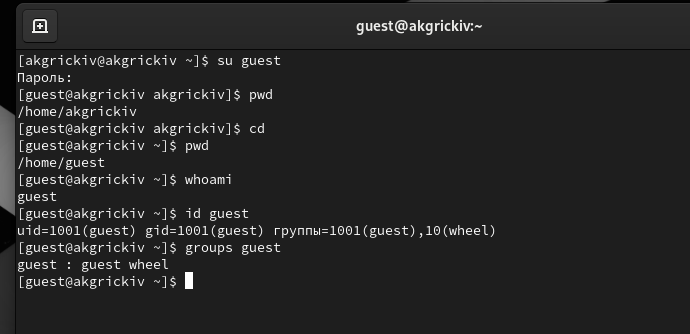 guest@akgrickiv:~
[akgrickiv@akgrickiv ~]$ su guest
Пароль:
[guest@akgrickiv akgrickiv]$ pwd
/home/akgrickiv
[guest@akgrickiv akgrickiv]$ cd
[guest@akgrickiv ~]$ pwd
/home/guest
[guest@akgrickiv ~]$ whoami
guest
[guest@akgrickiv ~]$ id guest
uid=1001(guest) gid=1001(guest) группы=1001(guest),10(wheel)
[guest@akgrickiv ~]$ groups guest
guest : guest wheel
[guest@akgrickiv ~]$